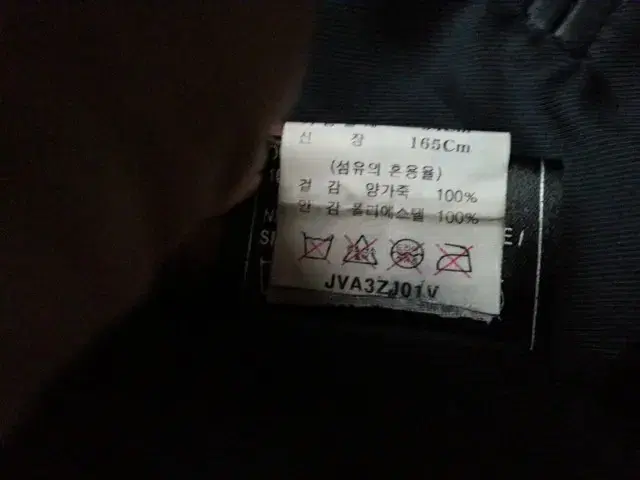 신 장 165Cm
(섬유의 혼용율)
겉 감 양가죽 100%
안 감 폴리에스텔 100%
JVA3ZJ01V